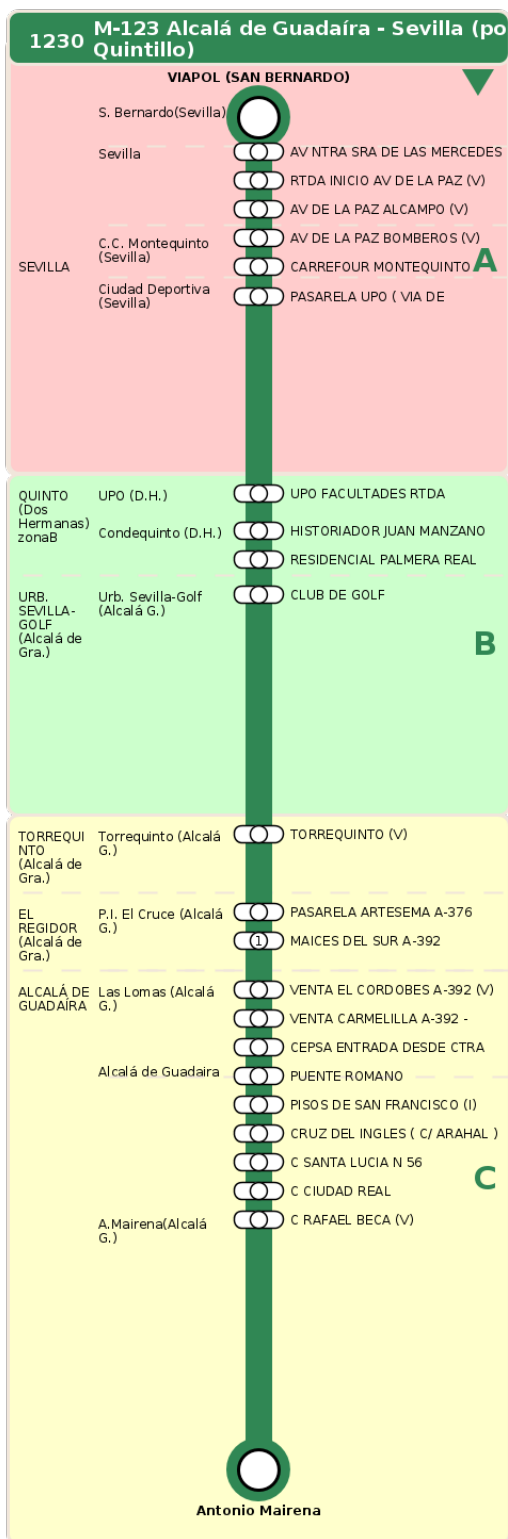 1230
M-123 Alcalá de Guadaíra - Sevilla (po
Quintillo)
VIAPOL (SAN BERNARDO)
S. Bernardo(Sevilla)
Sevilla
AV NTRA SRA DE LAS MERCEDES
RTDA INICIO AV DE LA PAZ (V)
AV DE LA PAZ ALCAMPO (V)
C.C. Montequinto
(Sevilla)
AV DE LA PAZ BOMBEROS (V)
SEVILLA
CARREFOUR MONTEQUINTO
A
Ciudad Deportiva
(Sevilla)
PASARELA UPO ( VIA DE
QUINTO
(Dos
Hermanas)
zonaB
UPO (D.H.)
UPO FACULTADES RTDA
Condequinto (D.H.)
HISTORIADOR JUAN MANZANO
RESIDENCIAL PALMERA REAL
URB.
SEVILLA-
GOLF
(Alcalá de
Gra.)
Urb. Sevilla-Golf
(Alcalá G.)
CLUB DE GOLF
B
TORREQUI
NTO
(Alcalá de
Gra.)
Torrequinto (Alcalá
G.)
TORREQUINTO (V)
EL
REGIDOR
(Alcalá de
Gra.)
P.I. El Cruce (Alcalá
G.)
PASARELA ARTESEMA A-376
1
MAICES DEL SUR A-392
ALCALÁ DE
GUADAÍRA
Las Lomas (Alcalá
G.)
VENTA EL CORDOBES A-392 (V)
VENTA CARMELILLA A-392 -
CEPSA ENTRADA DESDE CTRA
Alcalá de Guadaira
PUENTE ROMANO
PISOS DE SAN FRANCISCO (I)
CRUZ DEL INGLES ( C/ ARAHAL )
C SANTA LUCIA N 56
C
C CIUDAD REAL
A.Mairena(Alcalá
G.)
C RAFAEL BECA (V)
Antonio Mairena